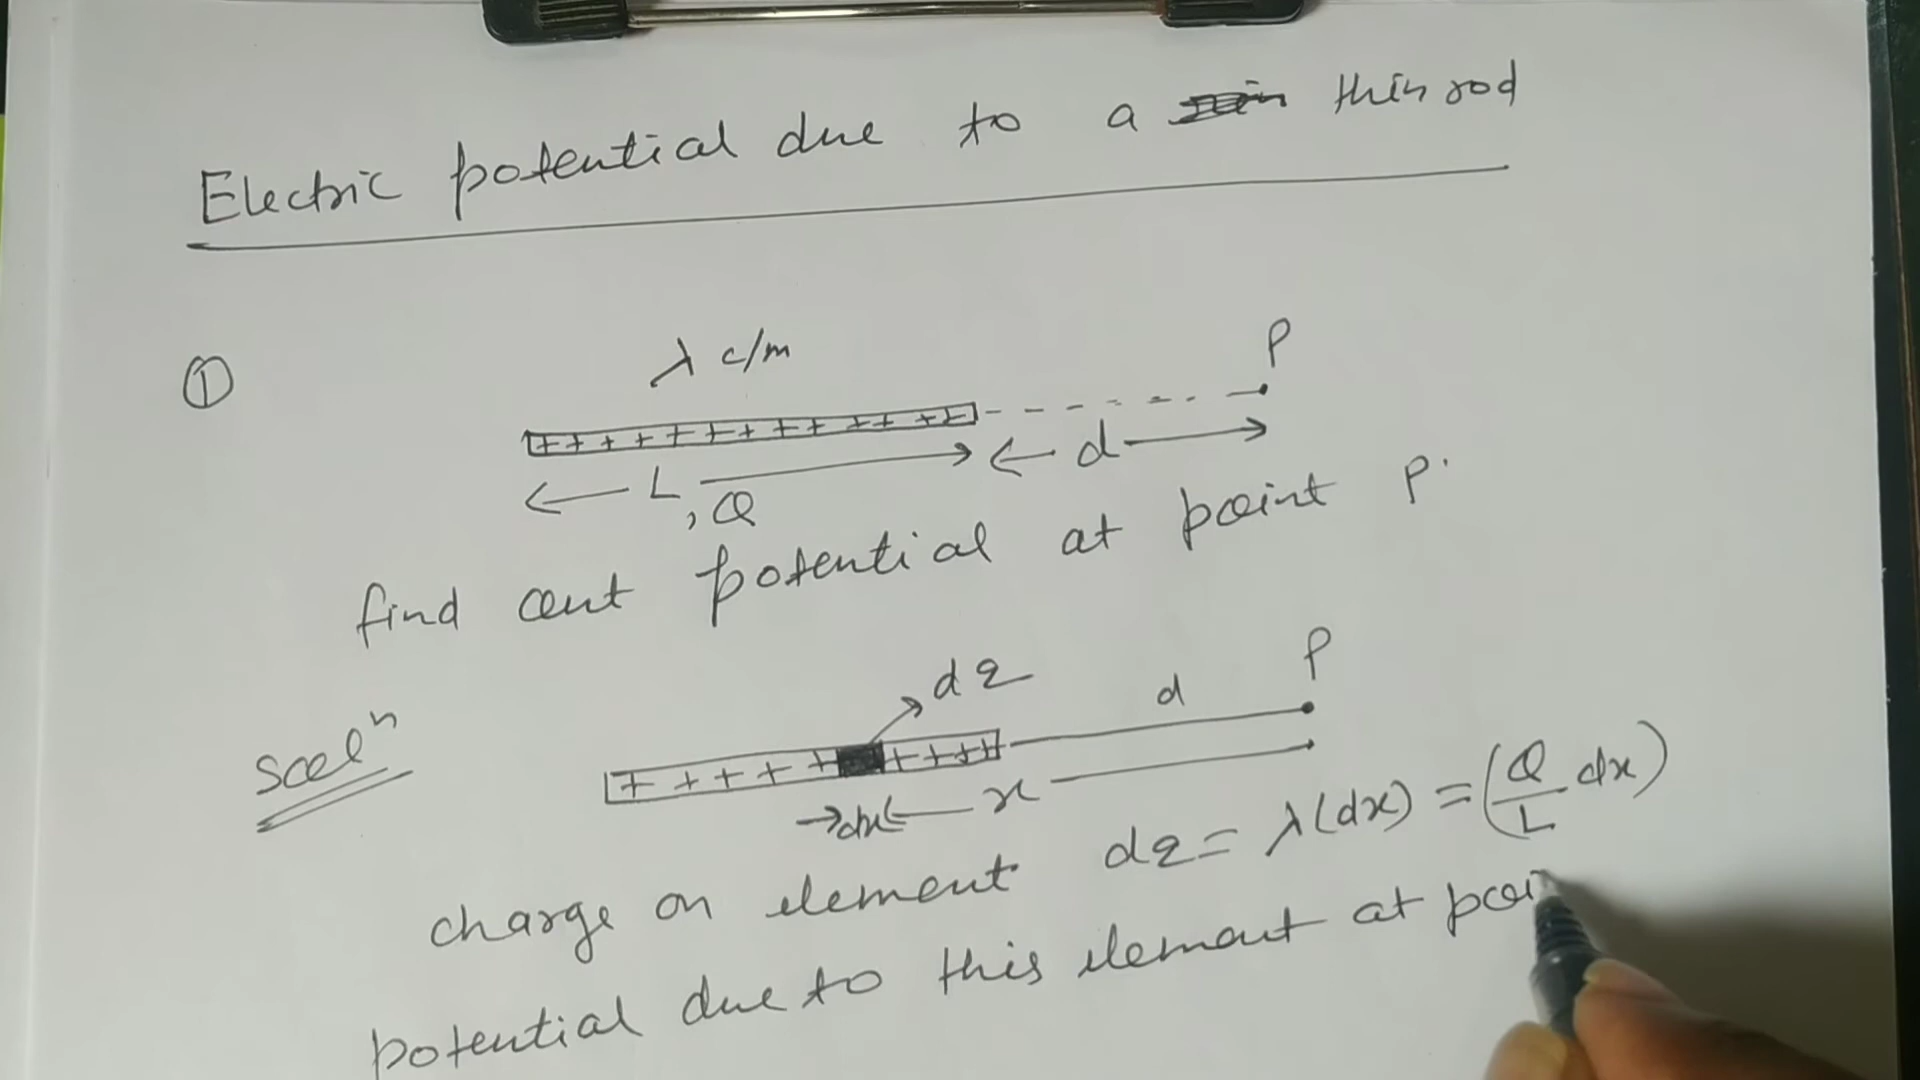 Electric potential due to a thin rod
① λ c/m
P
+ + + + + + + + + + + +
L, Q
d
find out potential at point P.
Soln
dq
d
P
+ + + + + + + + +
dx
x
charge on element dq = λ(dx) = (Q/L dx)
potential due to this element at poi